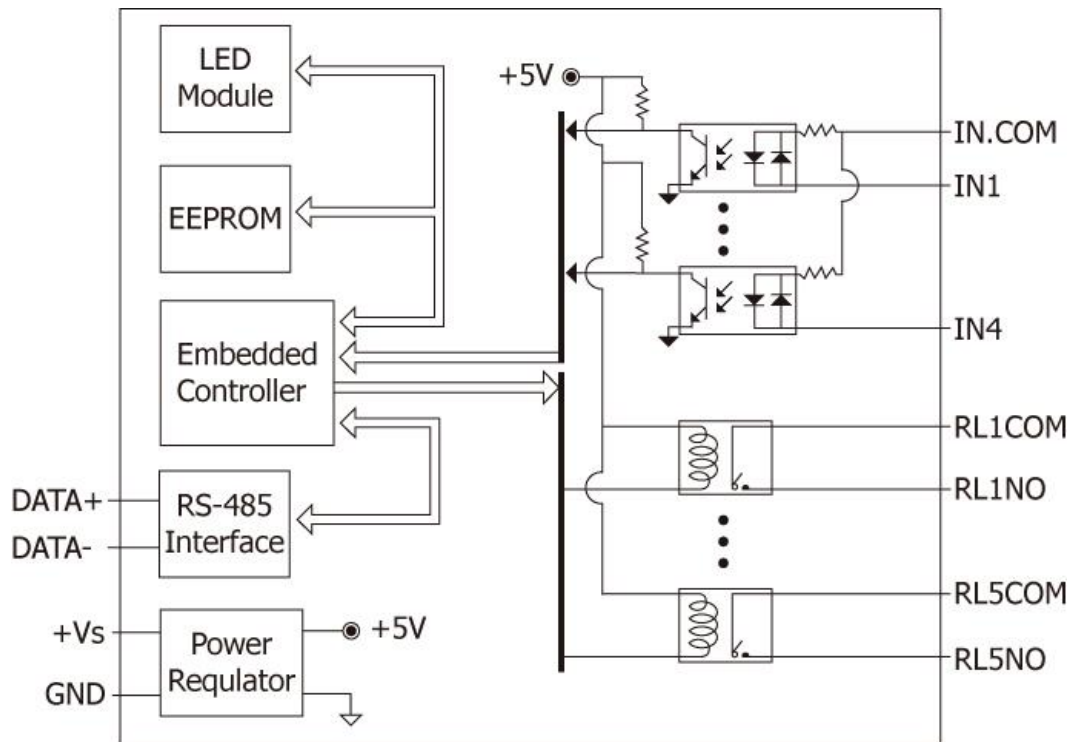 LED
Module
EEPROM
Embedded
Controller
RS-485
Interface
DATA+
DATA-
Power
Requlator
+Vs
GND
+5V
+5V
IN.COM
IN1
IN4
RL1COM
RL1NO
RL5COM
RL5NO